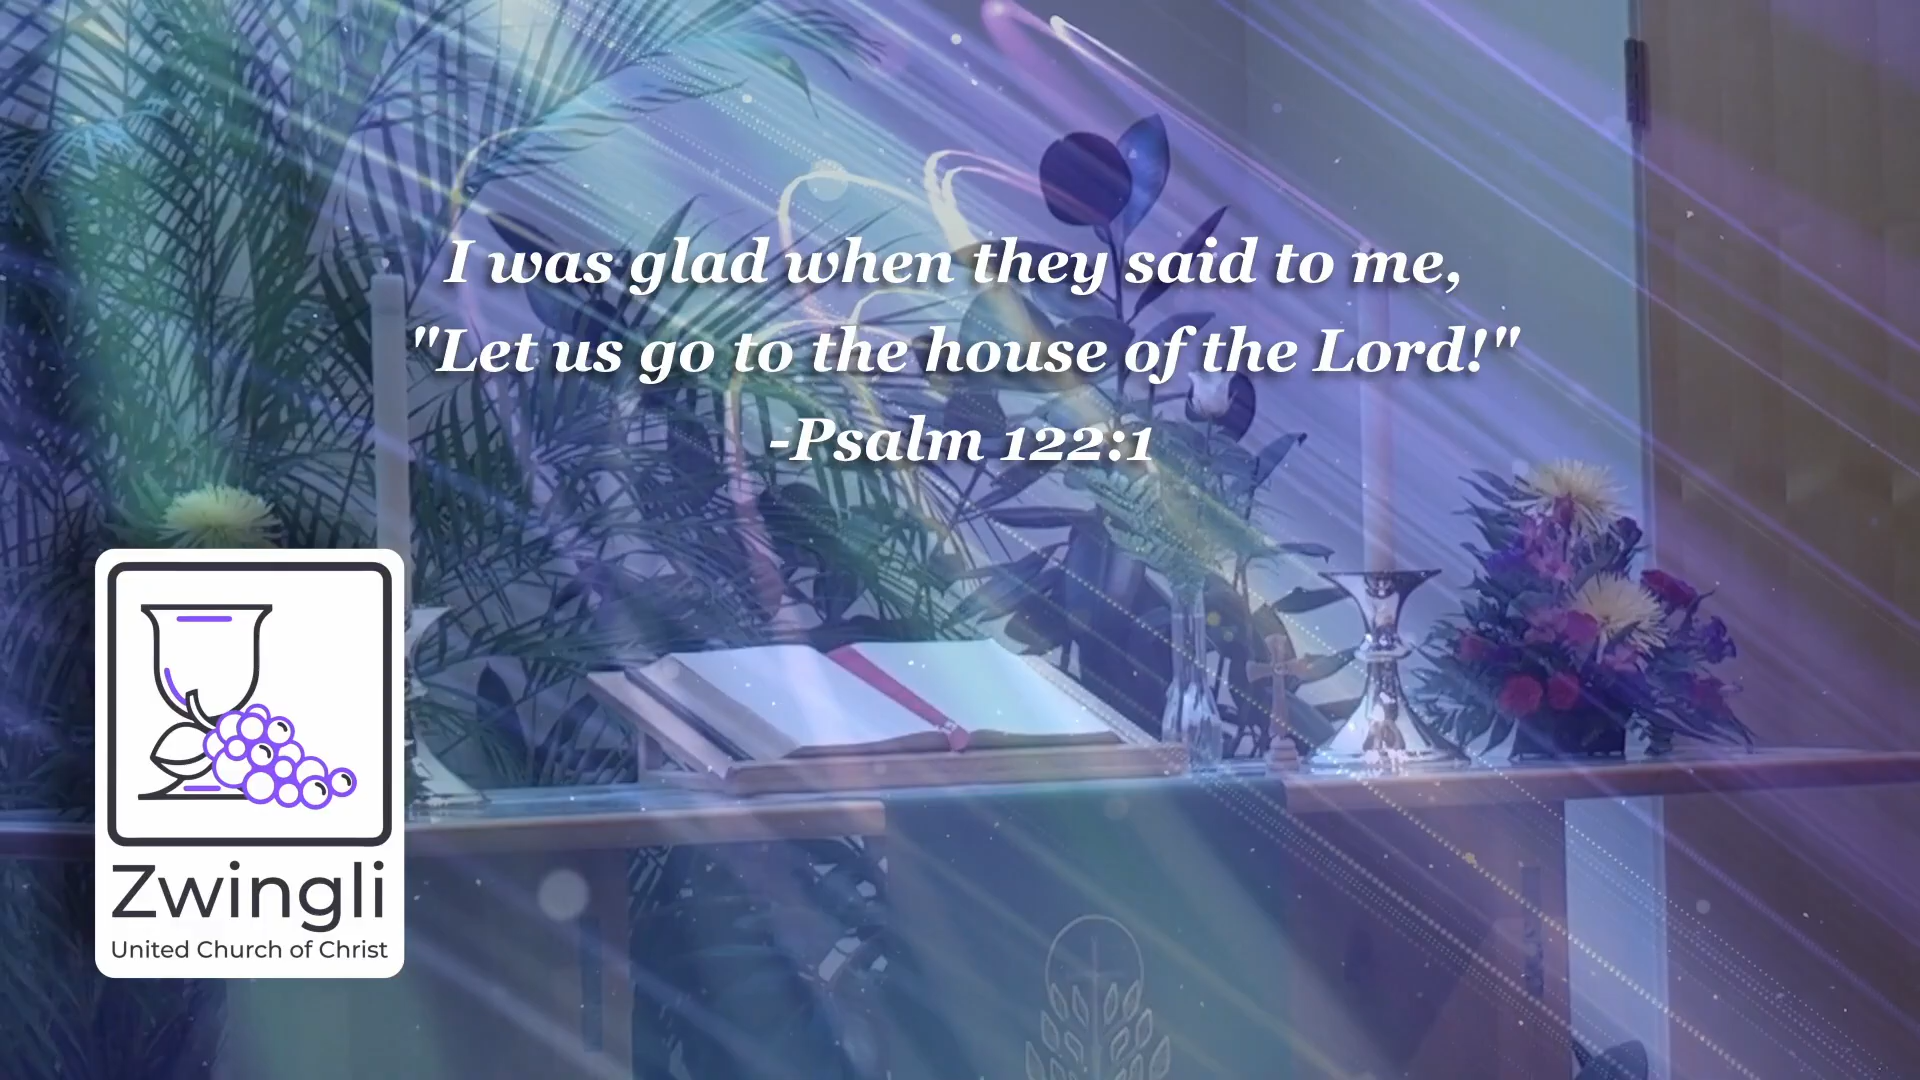 I was glad when they said to me,
"Let us go to the house of the Lord!"
-Psalm 122:1
Zwingli
United Church of Christ